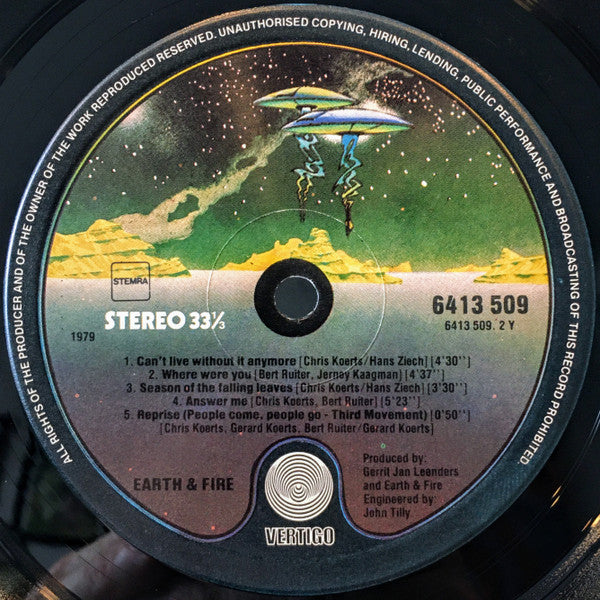 ALL RIGHTS OF THE PRODUCER AND OF THE OWNER OF THE WORK REPRODUCED RESERVED. UNAUTHORISED COPYING, HIRING, LENDING, PUBLIC PERFORMANCE AND BROADCASTING OF THIS RECORD PROHIBITED.
STEMRA
STEREO 33⅓
1979
6413 509
6413 509. 2 Y
1. Can't live without it anymore [Chris Koerts/Hans Ziech] [4'30'']
2. Where were you [Bert Ruiter, Jerney Kaagman] [4'37'']
3. Season of the falling leaves [Chris Koerts/Hans Ziech] [3'30'']
4. Answer me [Chris Koerts, Bert Ruiter] [5'23'']
5. Reprise (People come, people go - Third Movement) [0'50'']
[Chris Koerts, Gerard Koerts, Bert Ruiter/Gerard Koerts]
EARTH & FIRE
Produced by:
Gerrit Jan Leenders
and Earth & Fire
Engineered by:
John Tilly
VERTIGO